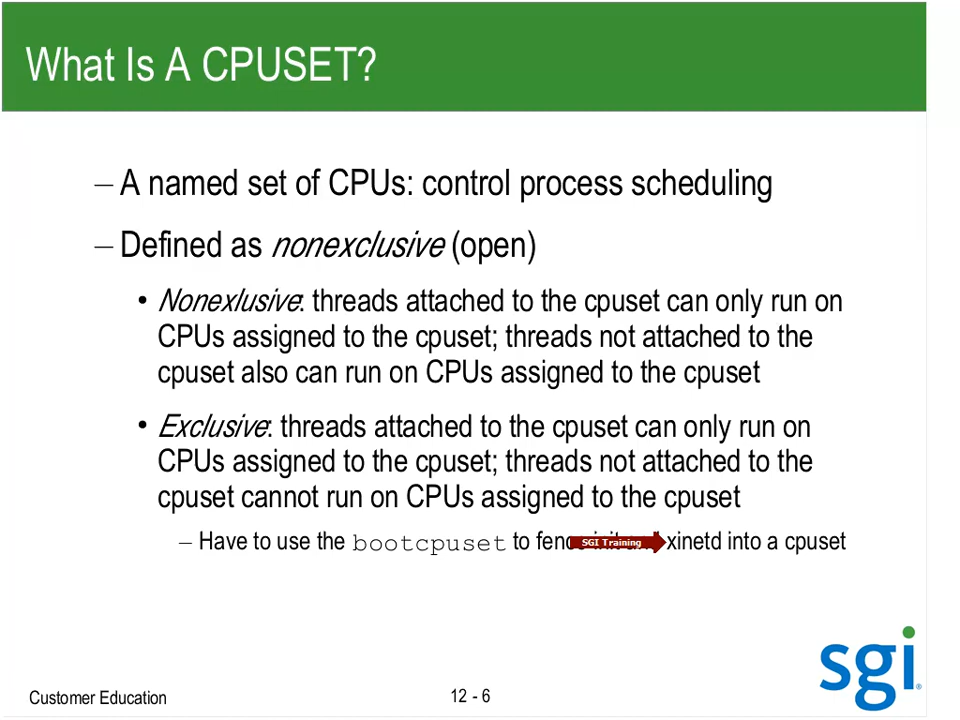 What Is A CPUSET?
– A named set of CPUs: control process scheduling
– Defined as nonexclusive (open)
• Nonexlusive: threads attached to the cpuset can only run on
CPUs assigned to the cpuset; threads not attached to the
cpuset also can run on CPUs assigned to the cpuset
• Exclusive: threads attached to the cpuset can only run on
CPUs assigned to the cpuset; threads not attached to the
cpuset cannot run on CPUs assigned to the cpuset
– Have to use the bootcpuset to xinetd into a cpuset
SGI Training
sgi®
Customer Education
12 - 6